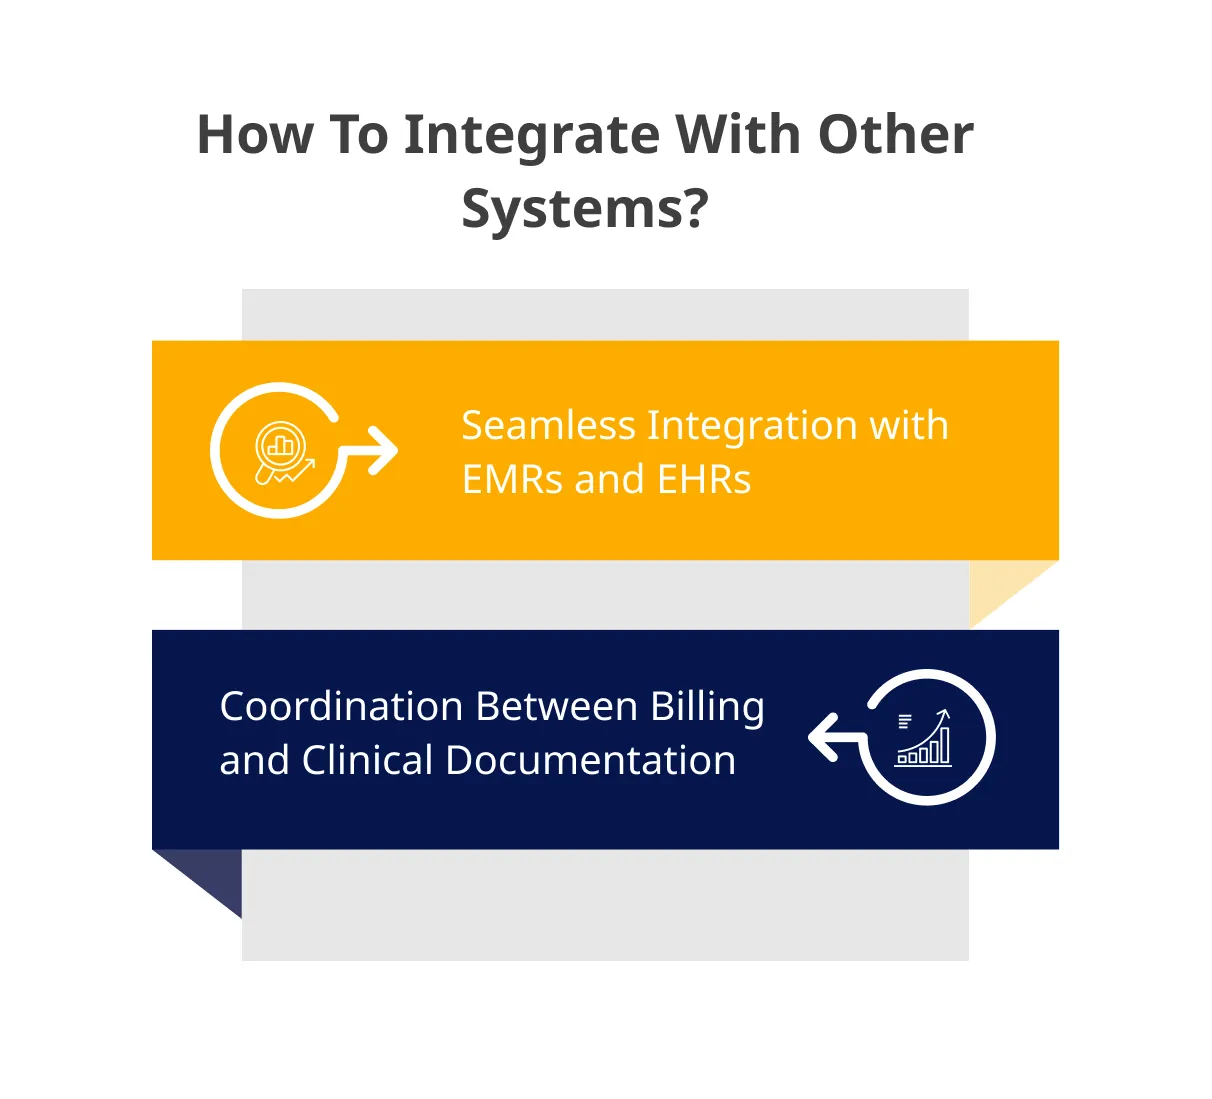 How To Integrate With Other
Systems?
Seamless Integration with
EMRs and EHRs
Coordination Between Billing
and Clinical Documentation